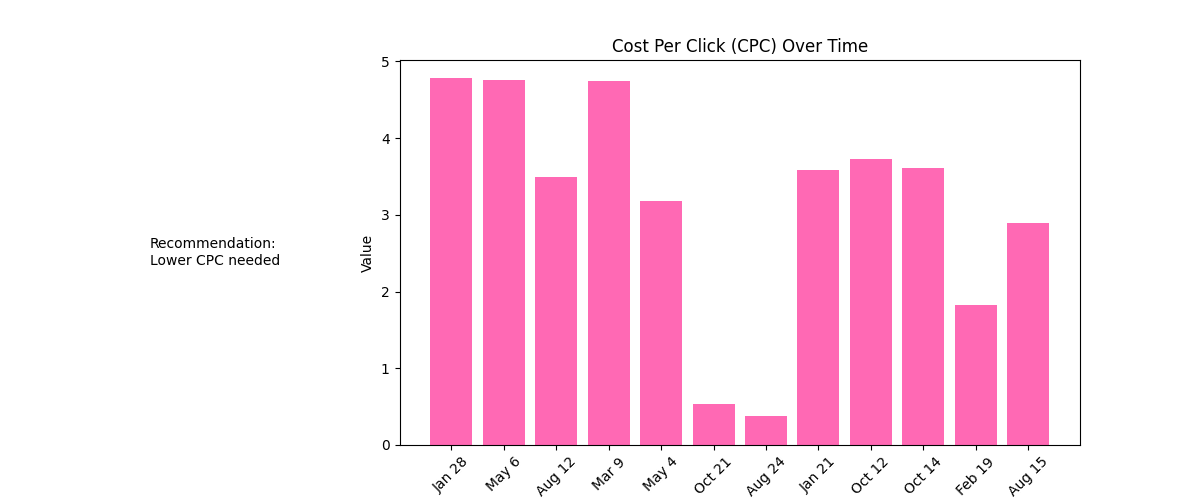 Cost Per Click (CPC) Over Time
Recommendation:
Lower CPC needed
Value
5
4
3
2
1
0
Jan 28
May 6
Aug 12
Mar 9
May 4
Oct 21
Aug 24
Jan 21
Oct 12
Oct 14
Feb 19
Aug 15